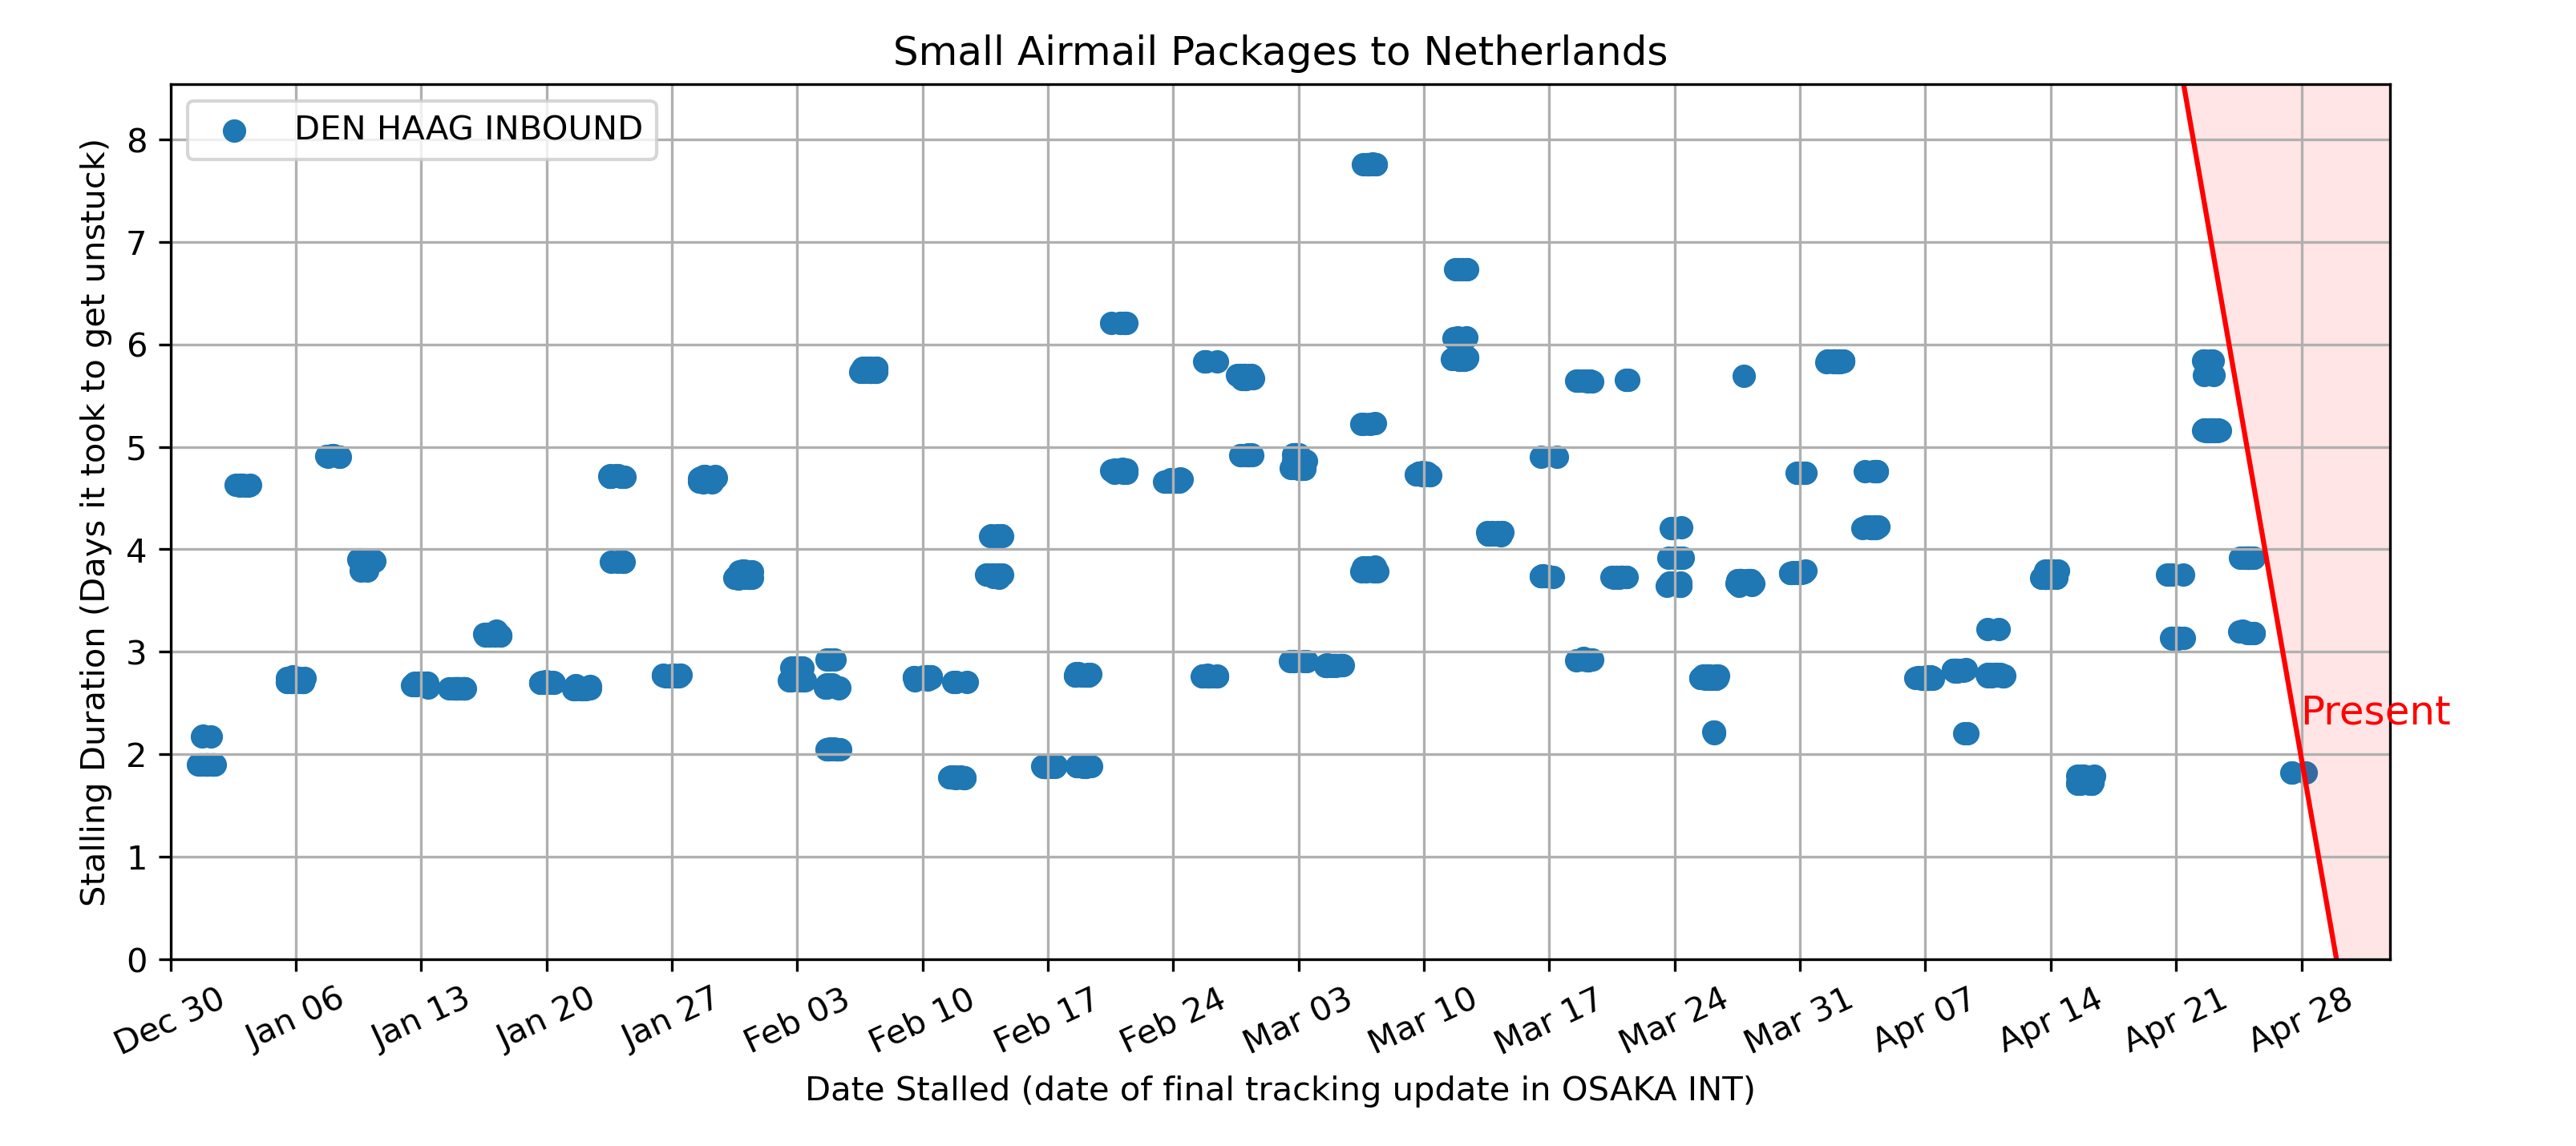 Small Airmail Packages to Netherlands
DEN HAAG INBOUND
Stalling Duration (Days it took to get unstuck)
8
7
6
5
4
3
2
1
0
Present
Dec 30
Jan 06
Jan 13
Jan 20
Jan 27
Feb 03
Feb 10
Feb 17
Feb 24
Mar 03
Mar 10
Mar 17
Mar 24
Mar 31
Apr 07
Apr 14
Apr 21
Apr 28
Date Stalled (date of final tracking update in OSAKA INT)